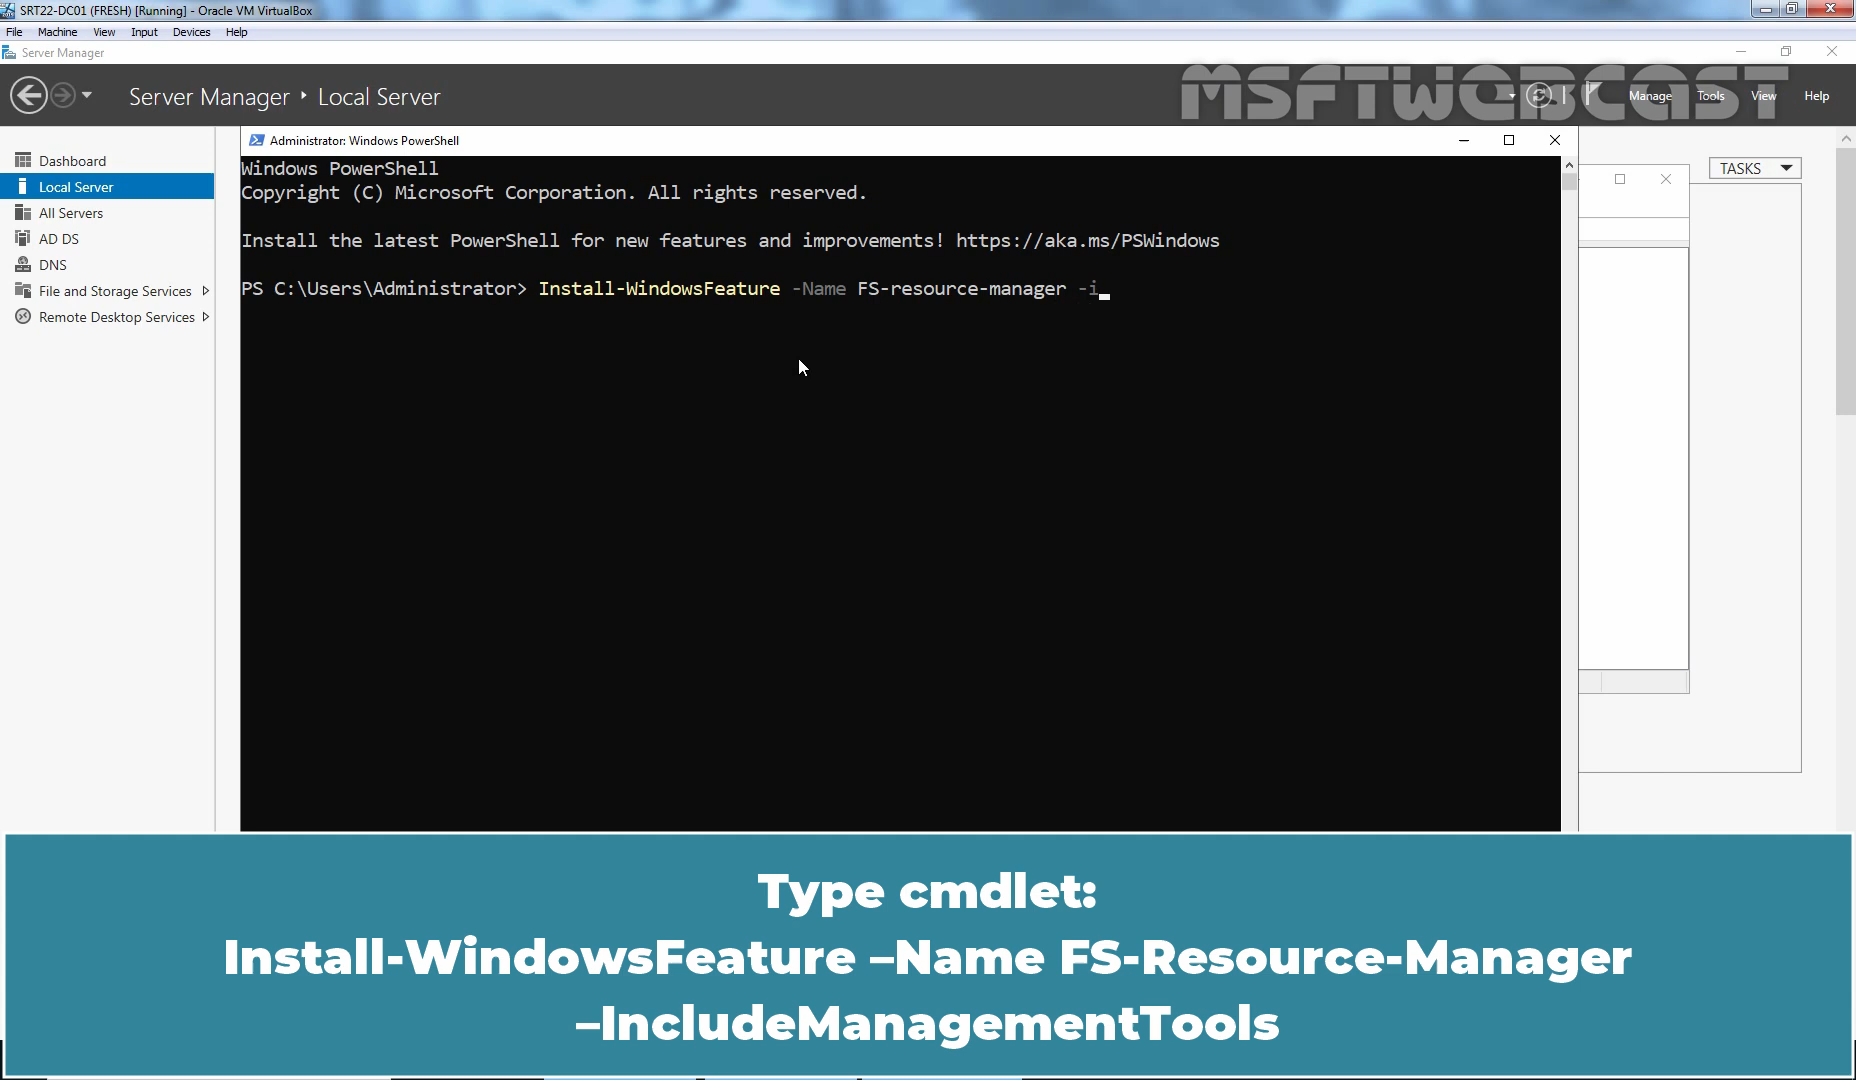 SRT22-DC01 (FRESH) [Running] - Oracle VM VirtualBox
File Machine View Input Devices Help
Server Manager
Server Manager ‣ Local Server
MSFTWEBCAST
Manage Tools View Help
Dashboard
Local Server
All Servers
AD DS
DNS
File and Storage Services
Remote Desktop Services
Administrator: Windows PowerShell
Windows PowerShell
Copyright (C) Microsoft Corporation. All rights reserved.
Install the latest PowerShell for new features and improvements! https://aka.ms/PSWindows
PS C:\Users\Administrator> Install-WindowsFeature -Name FS-resource-manager -i
TASKS
Type cmdlet:
Install-WindowsFeature –Name FS-Resource-Manager
–IncludeManagementTools